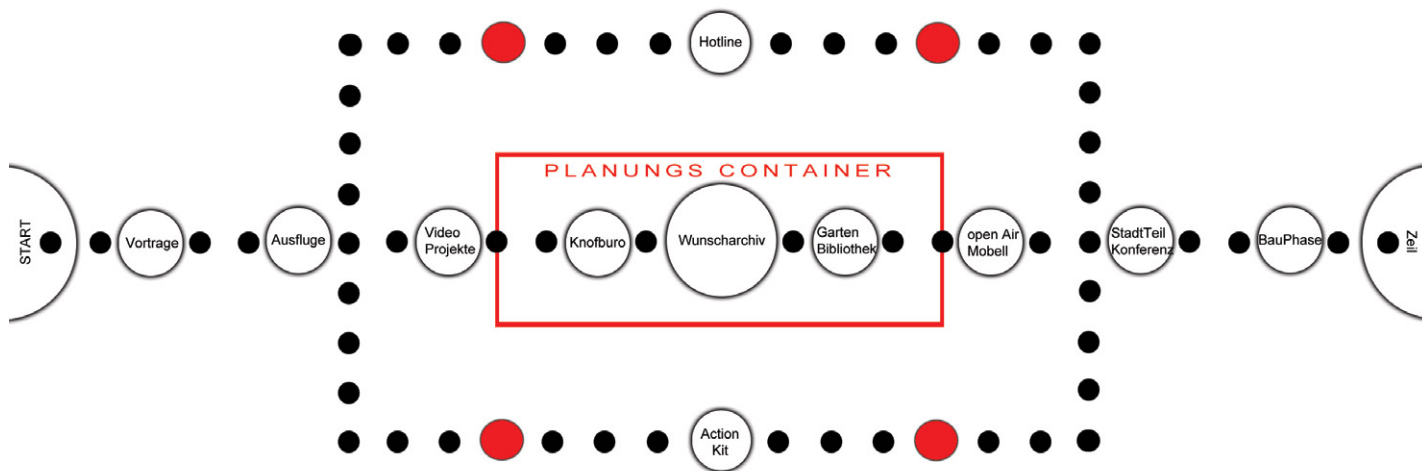 Hotline
PLANUNGS CONTAINER
START
Vortrage
Ausfluge
Video
Projekte
Knofburo
Wunscharchiv
Garten
Bibliothek
open Air
Mobell
StadtTeil
Konferenz
BauPhase
Zeil
Action
Kit